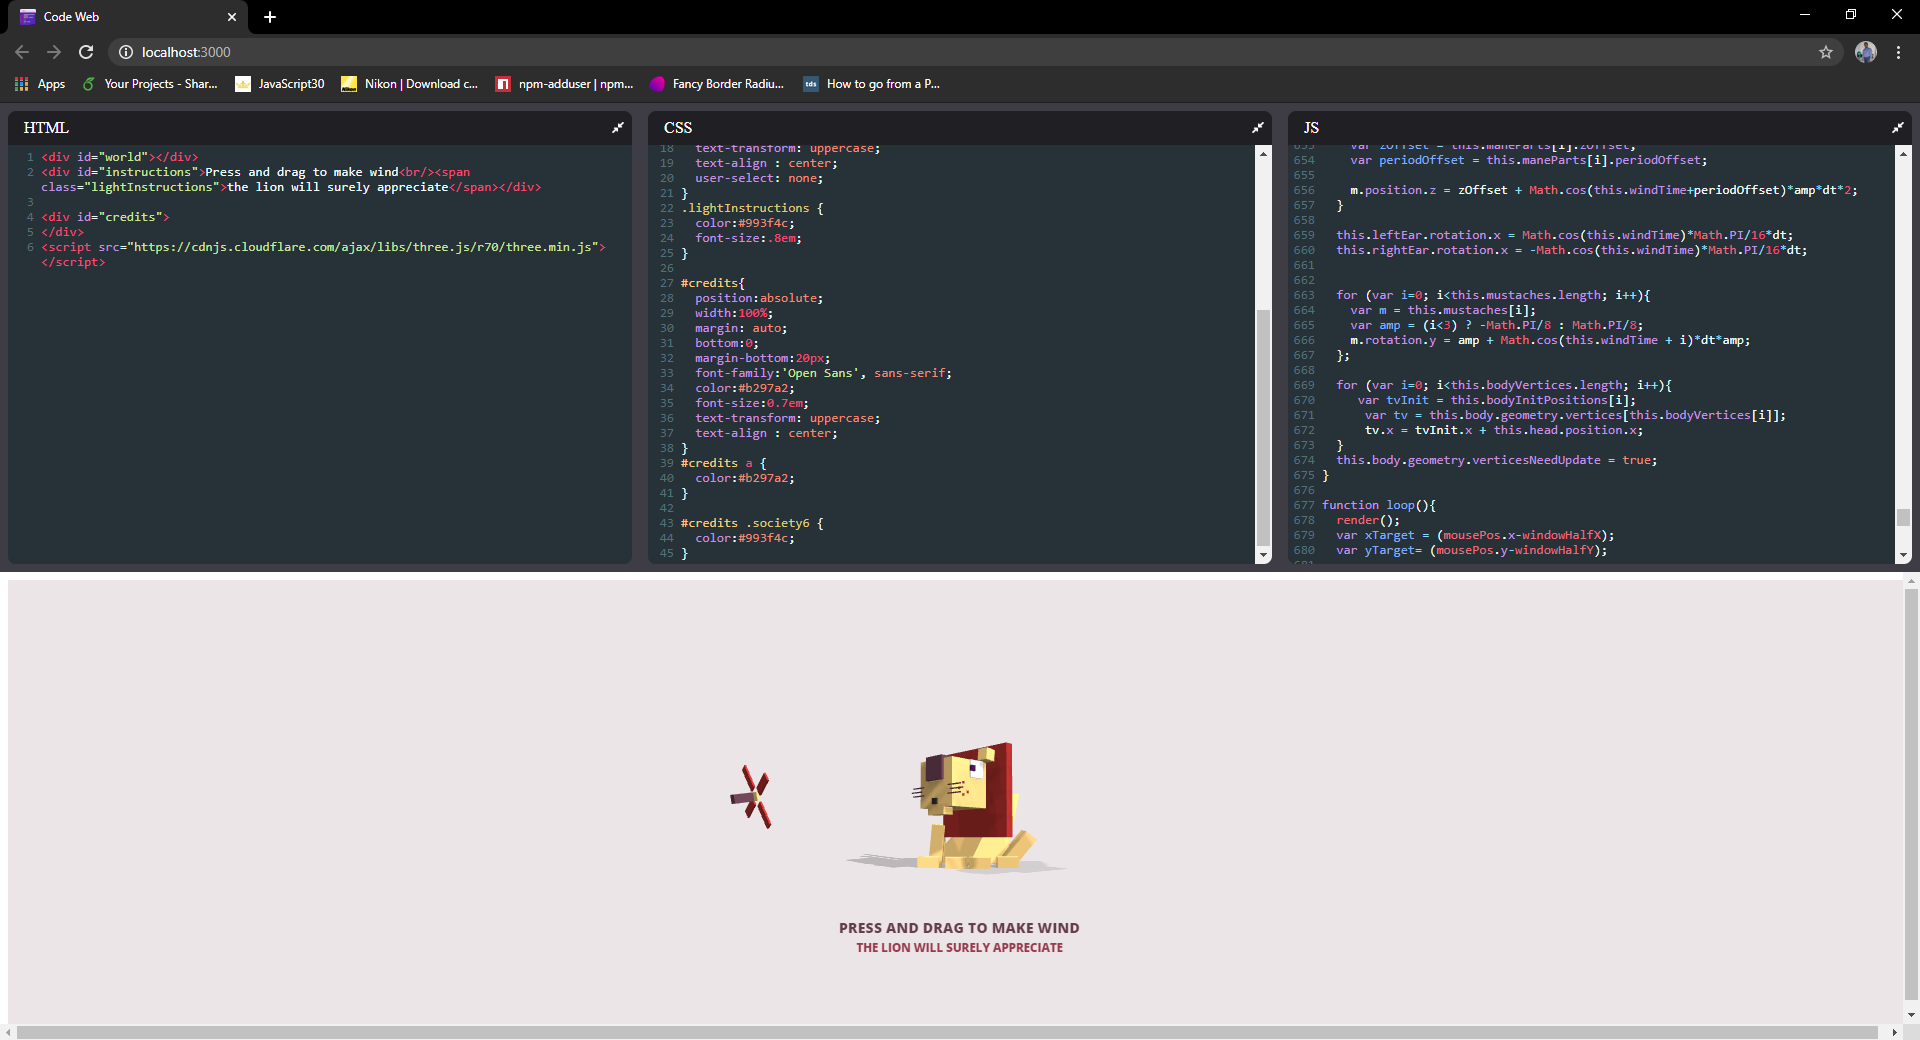 Code Web
localhost:3000
Apps
Your Projects - Shar...
JavaScript30
Nikon | Download c...
npm-adduser | npm...
Fancy Border Radiu...
tds
How to go from a P...
HTML
1 <div id="world"></div>
2 <div id="instructions">Press and drag to make wind<br/><span
class="lightInstructions">the lion will surely appreciate</span></div>
3
4 <div id="credits">
5 </div>
6 <script src="https://cdnjs.cloudflare.com/ajax/libs/three.js/r70/three.min.js">
</script>
CSS
18 text-transform: uppercase;
19 text-align : center;
20 user-select: none;
21 }
22 .lightInstructions {
23 color:#993f4c;
24 font-size:.8em;
25 }
26
27 #credits{
28 position:absolute;
29 width:100%;
30 margin: auto;
31 bottom:0;
32 margin-bottom:20px;
33 font-family:'Open Sans', sans-serif;
34 color:#b297a2;
35 font-size:0.7em;
36 text-transform: uppercase;
37 text-align : center;
38 }
39 #credits a {
40 color:#b297a2;
41 }
42
43 #credits .society6 {
44 color:#993f4c;
45 }
JS
653 var zOffset = this.maneParts[i].zOffset;
654 var periodOffset = this.maneParts[i].periodOffset;
655
656 m.position.z = zOffset + Math.cos(this.windTime+periodOffset)*amp*dt*2;
657 }
658
659 this.leftEar.rotation.x = Math.cos(this.windTime)*Math.PI/16*dt;
660 this.rightEar.rotation.x = -Math.cos(this.windTime)*Math.PI/16*dt;
661
662
663 for (var i=0; i<this.mustaches.length; i++){
664 var m = this.mustaches[i];
665 var amp = (i<3) ? -Math.PI/8 : Math.PI/8;
666 m.rotation.y = amp + Math.cos(this.windTime + i)*dt*amp;
667 };
668
669 for (var i=0; i<this.bodyVertices.length; i++){
670 var tvInit = this.bodyInitPositions[i];
671 var tv = this.body.geometry.vertices[this.bodyVertices[i]];
672 tv.x = tvInit.x + this.head.position.x;
673 }
674 this.body.geometry.verticesNeedUpdate = true;
675 }
676
677 function loop(){
678 render();
679 var xTarget = (mousePos.x-windowHalfX);
680 var yTarget= (mousePos.y-windowHalfY);
681
PRESS AND DRAG TO MAKE WIND
THE LION WILL SURELY APPRECIATE